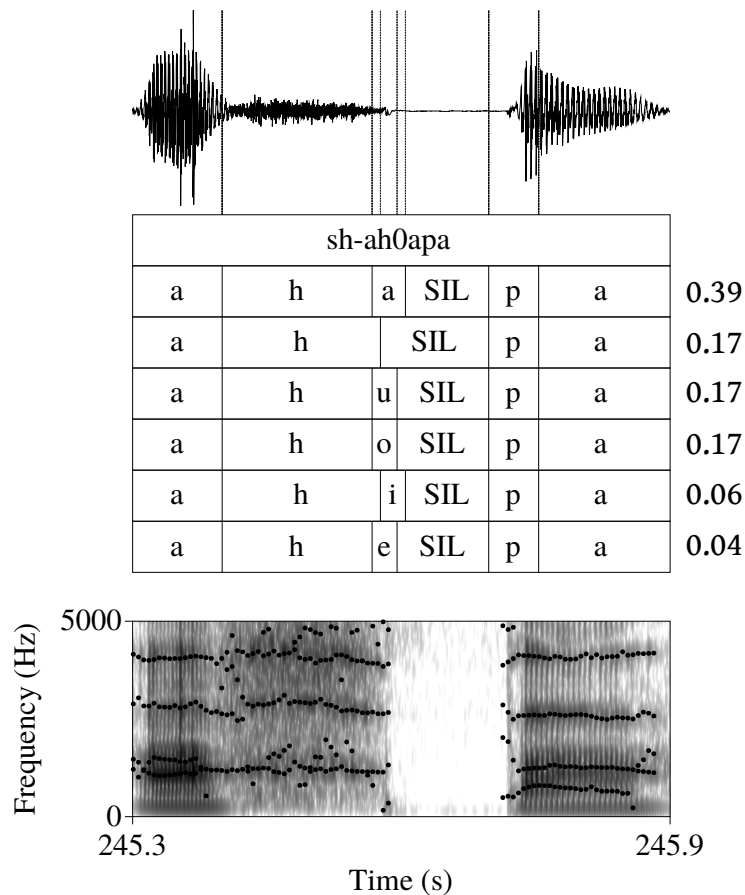 sh-ah0apa
a h a SIL p a 0.39
a h SIL p a 0.17
a h u SIL p a 0.17
a h o SIL p a 0.17
a h i SIL p a 0.06
a h e SIL p a 0.04
5000
Frequency (Hz)
0
245.3 245.9
Time (s)